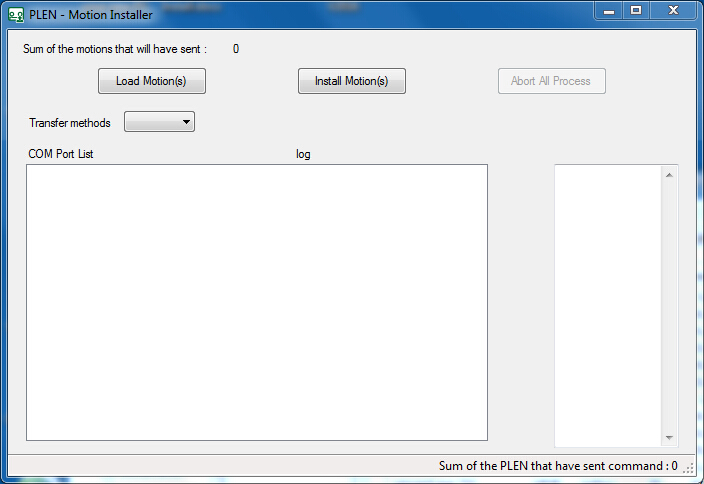 PLEN - Motion Installer
Sum of the motions that will have sent : 0
Load Motion(s) Install Motion(s) Abort All Process
Transfer methods
COM Port List log
Sum of the PLEN that have sent command : 0